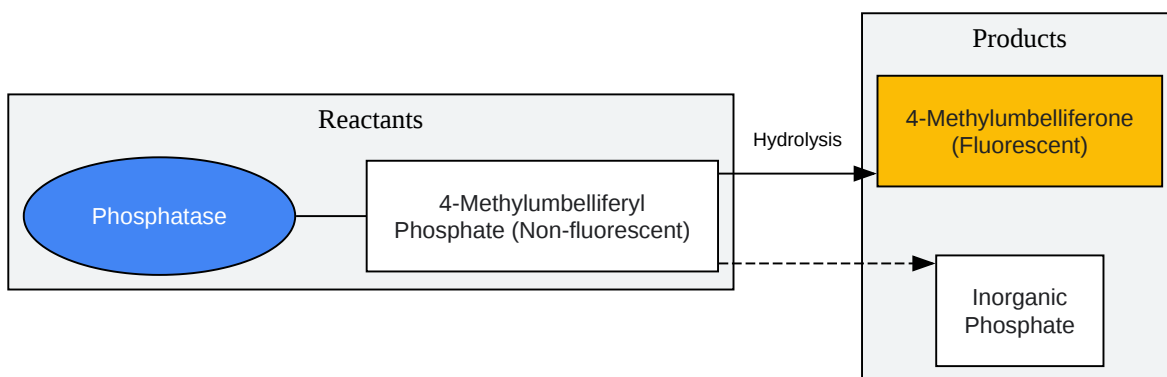 Products
Reactants
4-Methylumbelliferone
(Fluorescent)
Hydrolysis
Phosphatase
4-Methylumbelliferyl
Phosphate (Non-fluorescent)
Inorganic
Phosphate